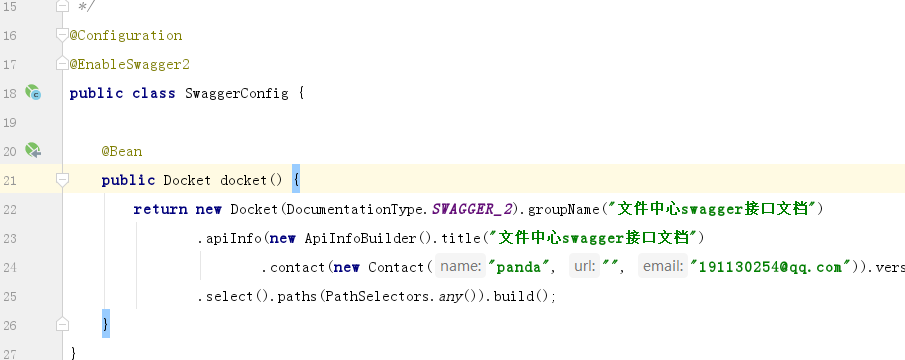 15 */
16 @Configuration
17 @EnableSwagger2
18 public class SwaggerConfig {
19
20 @Bean
21 public Docket docket() {
22 return new Docket(DocumentationType.SWAGGER_2).groupName("文件中心swagger接口文档")
23 .apiInfo(new ApiInfoBuilder().title("文件中心swagger接口文档")
24 .contact(new Contact( name: "panda", url: "", email: "191130254@qq.com")).vers
25 .select().paths(PathSelectors.any()).build();
26 }
27 }